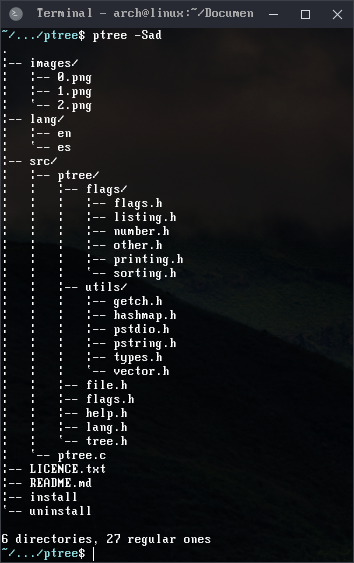 Terminal - arch@linux:~/Documen
~/.../ptree$ ptree -Sad
.
¦-- images/
¦   ¦-- 0.png
¦   ¦-- 1.png
¦   `-- 2.png
¦-- lang/
¦   ¦-- en
¦   `-- es
¦-- src/
¦   ¦-- ptree/
¦   ¦   ¦-- flags/
¦   ¦   ¦   ¦-- flags.h
¦   ¦   ¦   ¦-- listing.h
¦   ¦   ¦   ¦-- number.h
¦   ¦   ¦   ¦-- other.h
¦   ¦   ¦   ¦-- printing.h
¦   ¦   ¦   `-- sorting.h
¦   ¦   ¦-- utils/
¦   ¦   ¦   ¦-- getch.h
¦   ¦   ¦   ¦-- hashmap.h
¦   ¦   ¦   ¦-- pstdio.h
¦   ¦   ¦   ¦-- pstring.h
¦   ¦   ¦   ¦-- types.h
¦   ¦   ¦   `-- vector.h
¦   ¦   ¦-- file.h
¦   ¦   ¦-- flags.h
¦   ¦   ¦-- help.h
¦   ¦   ¦-- lang.h
¦   ¦   `-- tree.h
¦   `-- ptree.c
¦-- LICENCE.txt
¦-- README.md
¦-- install
`-- uninstall

6 directories, 27 regular ones
~/.../ptree$